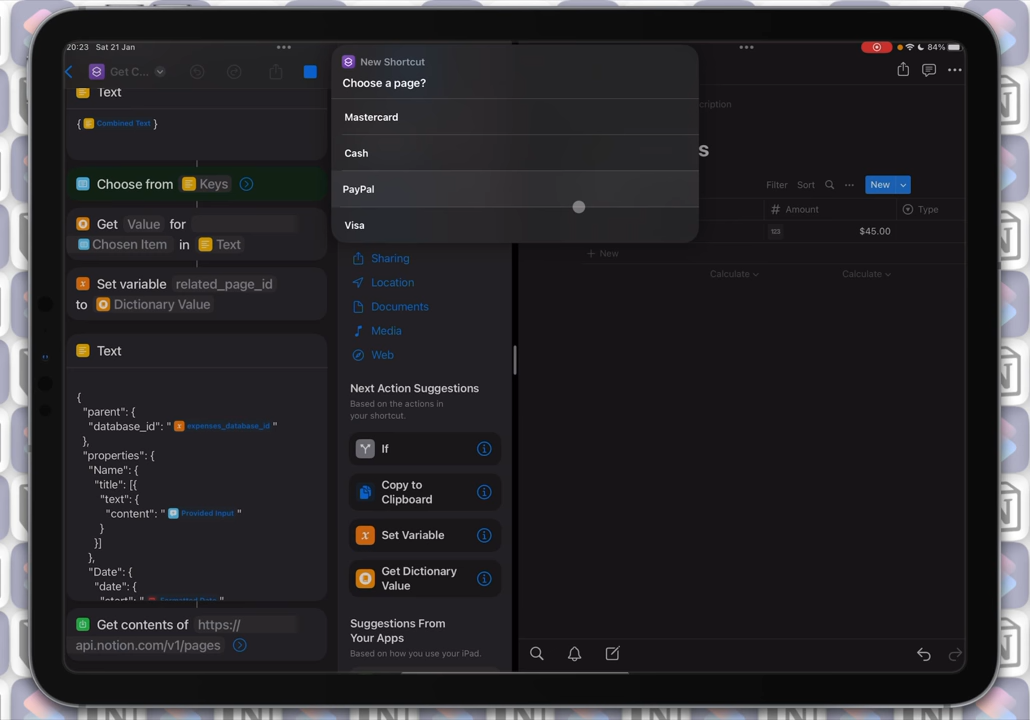 20:23 Sat 21 Jan
84%
Get C...
New Shortcut
Choose a page?
Mastercard
Cash
PayPal
Visa
Text
{ Combined Text }
Choose from Keys
Get Value for
Chosen Item in Text
Set variable related_page_id
to Dictionary Value
Text
{
"parent": {
"database_id": " expenses_database_id "
},
"properties": {
"Name": {
"title": [{
"text": {
"content": " Provided Input "
}
}]
},
"Date": {
"date": {
"start": " Formatted Date "
Get contents of https://
api.notion.com/v1/pages
Sharing
Location
Documents
Media
Web
Next Action Suggestions
Based on the actions in
your shortcut.
If
Copy to
Clipboard
Set Variable
Get Dictionary
Value
Suggestions From
Your Apps
Based on how you use your iPad.
cription
s
Filter Sort New
# Amount Type
123 $45.00
+ New
Calculate Calculate